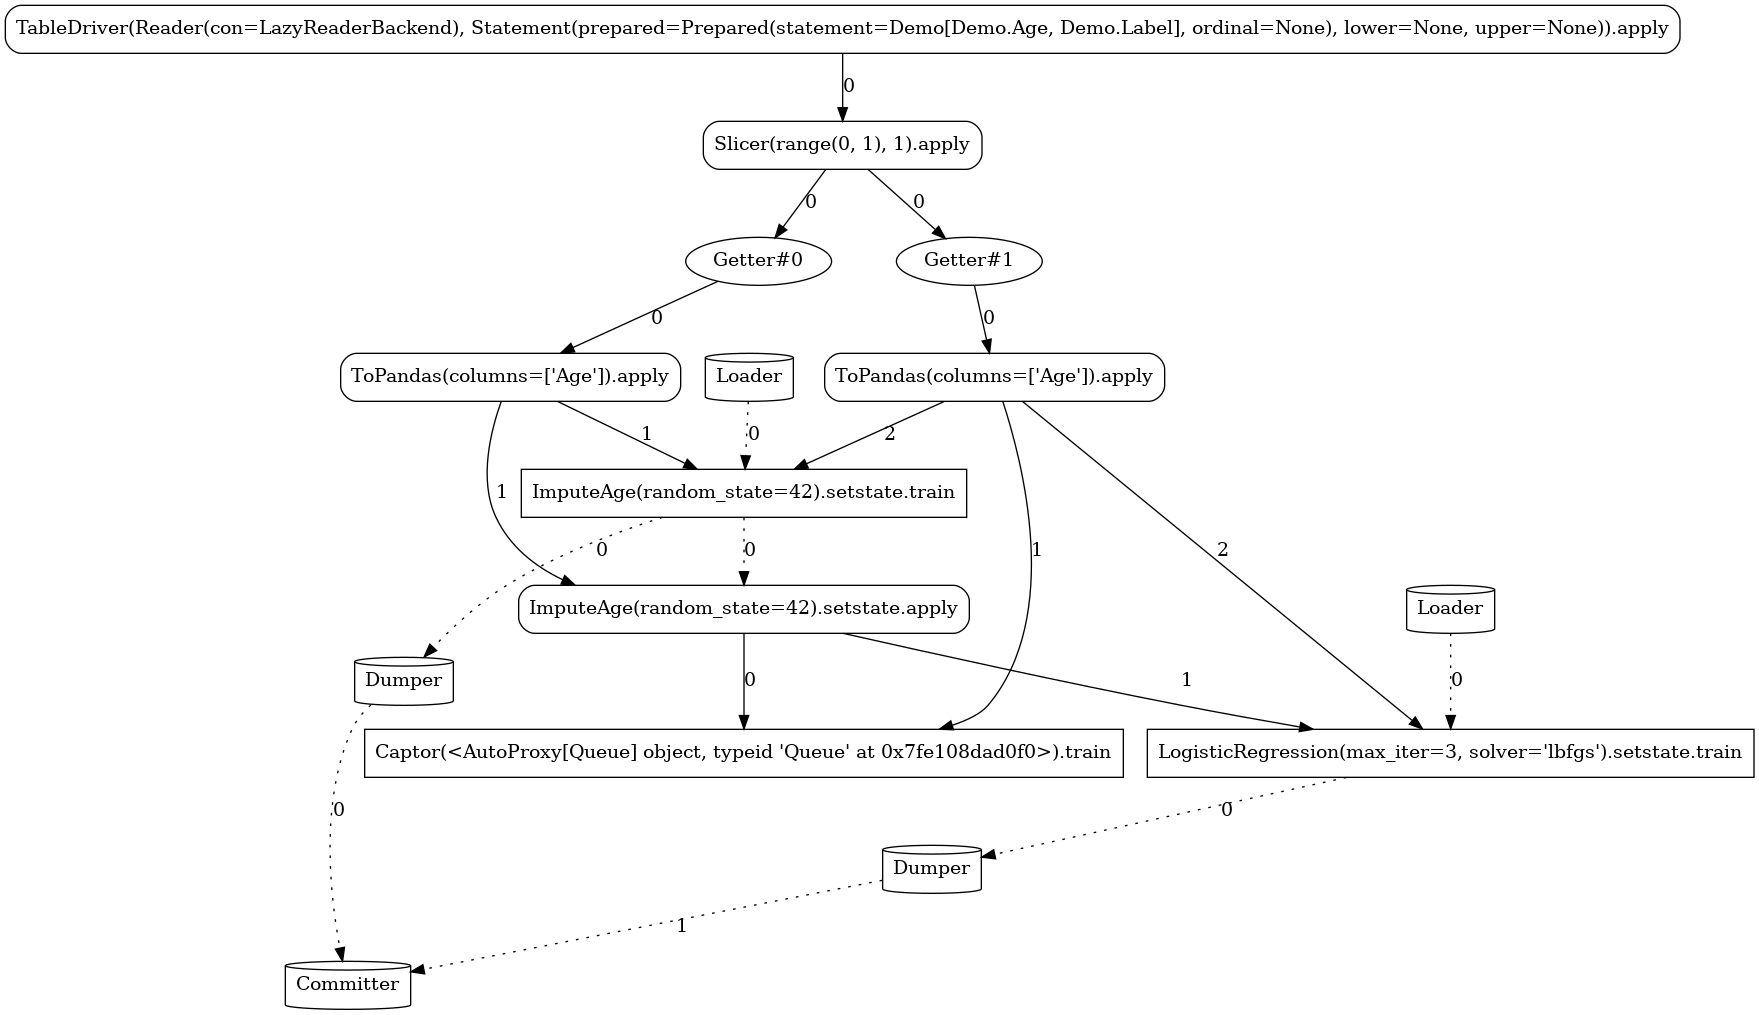 TableDriver(Reader(con=LazyReaderBackend), Statement(prepared=Prepared(statement=Demo[Demo.Age, Demo.Label], ordinal=None), lower=None, upper=None)).apply
0
Slicer(range(0, 1), 1).apply
0
0
Getter#0
Getter#1
0
0
ToPandas(columns=['Age']).apply
Loader
ToPandas(columns=['Age']).apply
1
0
2
1
ImputeAge(random_state=42).setstate.train
0
0
1
2
ImputeAge(random_state=42).setstate.apply
Loader
Dumper
0
1
0
Captor(<AutoProxy[Queue] object, typeid 'Queue' at 0x7fe108dad0f0>).train
LogisticRegression(max_iter=3, solver='lbfgs').setstate.train
0
0
Dumper
1
Committer